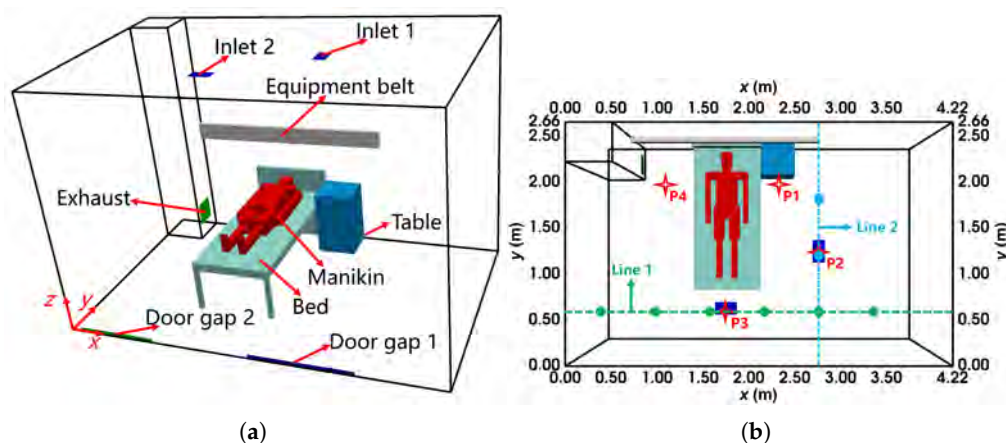 Inlet 2
Inlet 1
Equipment belt
Exhaust
Table
Manikin
Bed
z
y
x
Door gap 2
Door gap 1
(a)
x (m)
0.00 0.50 1.00 1.50 2.00 2.50 3.00 3.50 4.22
2.66
2.50
2.00
1.50
1.00
0.50
0.00
y (m)
2.66
2.50
2.00
1.50
1.00
0.50
0.00
y (m)
P4
P1
Line 2
P2
Line 1
P3
0.00 0.50 1.00 1.50 2.00 2.50 3.00 3.50 4.22
x (m)
(b)